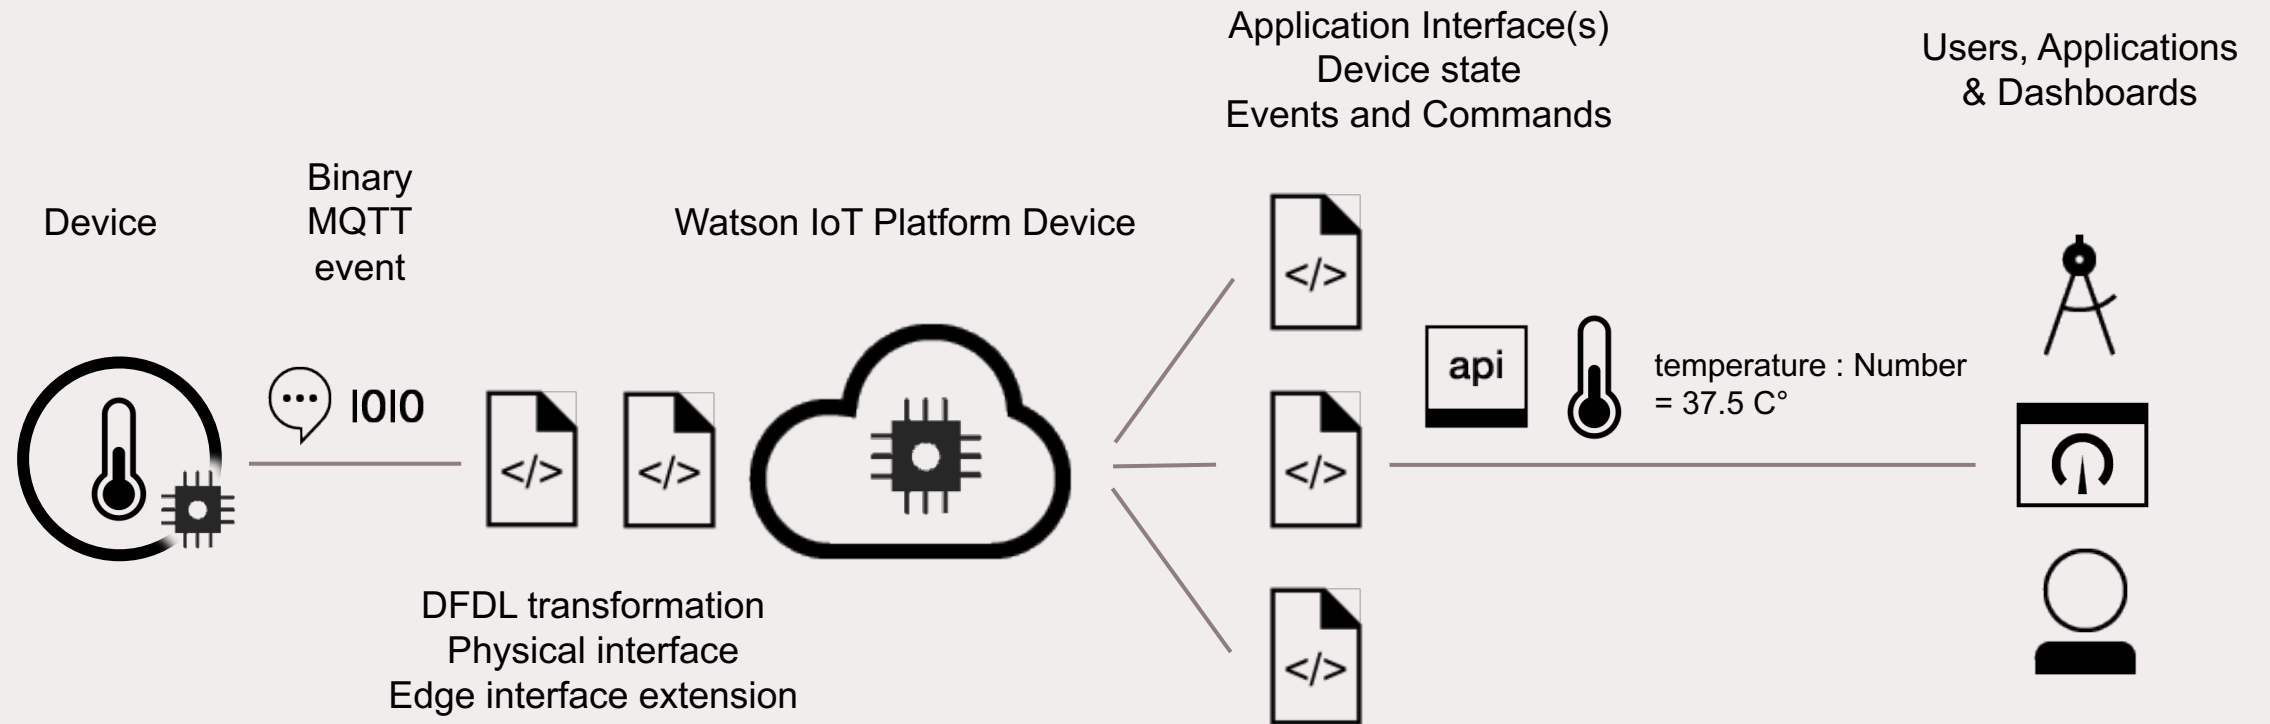 Application Interface(s)
Device state
Events and Commands
Users, Applications
& Dashboards
Device
Binary
MQTT
event
Watson IoT Platform Device
IOIO
</>
</>
</>
</>
</>
api
temperature : Number
= 37.5 C°
DFDL transformation
Physical interface
Edge interface extension